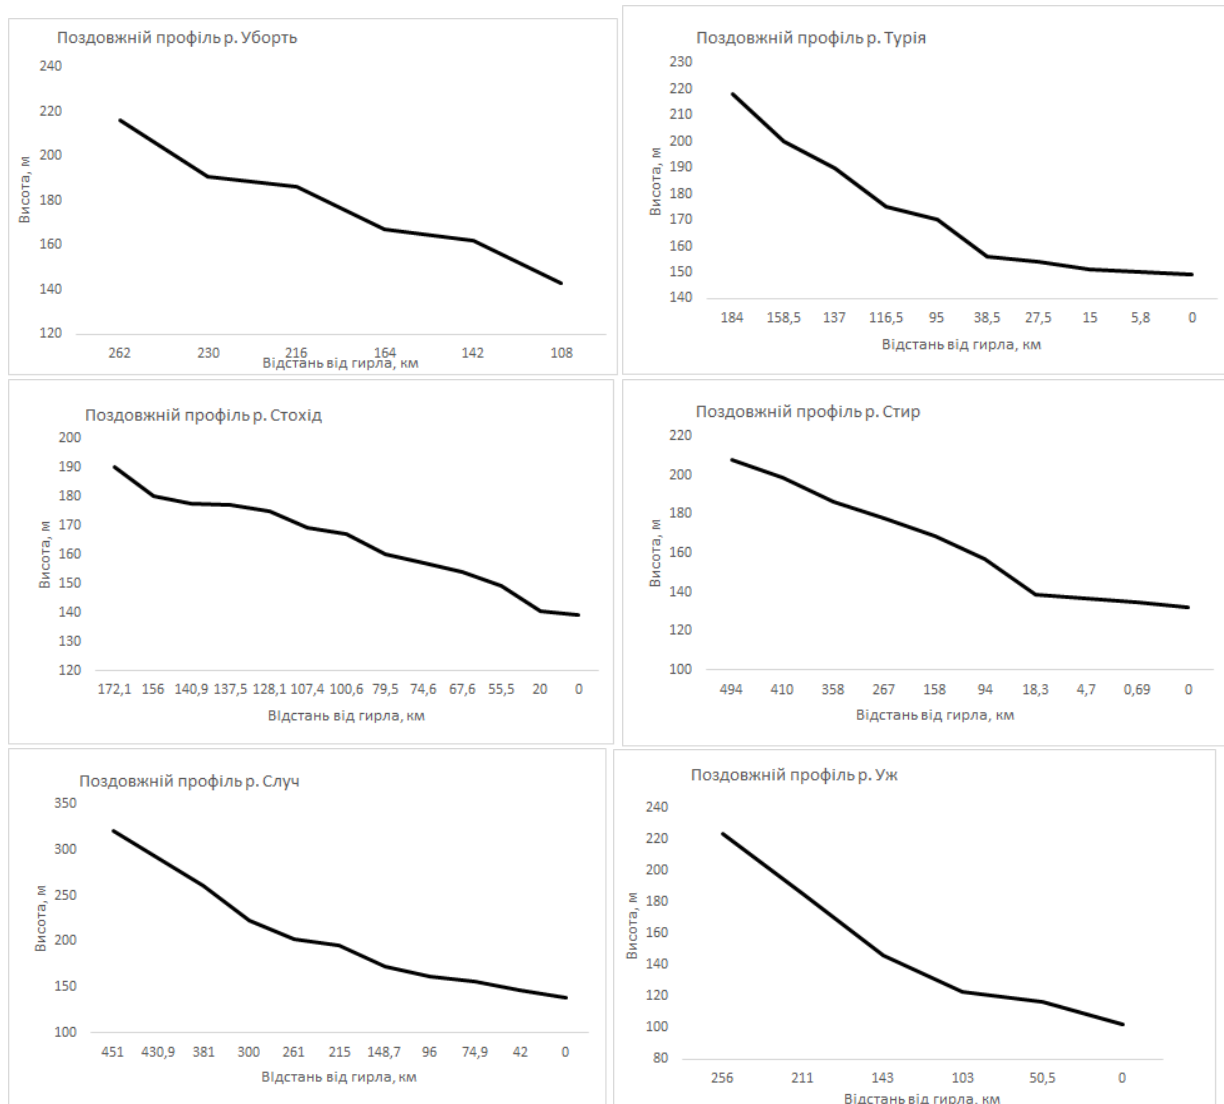 Поздовжній профіль р. Уборть
240
220
200
180
160
140
120
Висота, м
262 230 216 164 142 108
Відстань від гирла, км
Поздовжній профіль р. Турія
230
220
210
200
190
180
170
160
150
140
Висота, м
184 158,5 137 116,5 95 38,5 27,5 15 5,8 0
Відстань від гирла, км
Поздовжній профіль р. Стохід
200
190
180
170
160
150
140
130
120
Висота, м
172,1 156 140,9 137,5 128,1 107,4 100,6 79,5 74,6 67,6 55,5 20 0
Відстань від гирла, км
Поздовжній профіль р. Стир
220
200
180
160
140
120
100
Висота, м
494 410 358 267 158 94 18,3 4,7 0,69 0
Відстань від гирла, км
Поздовжній профіль р. Случ
350
300
250
200
150
100
Висота, м
451 430,9 381 300 261 215 148,7 96 74,9 42 0
Відстань від гирла, км
Поздовжній профіль р. Уж
240
220
200
180
160
140
120
100
80
Висота, м
256 211 143 103 50,5 0
Відстань від гирла, км